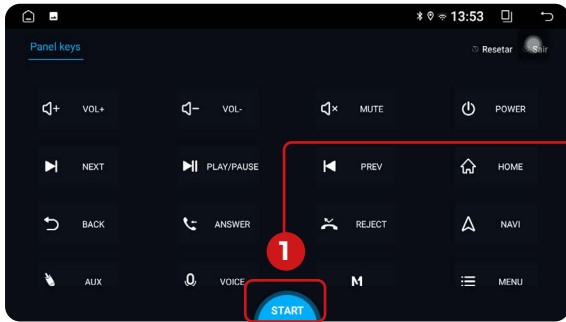 13:53
Panel keys
Resetar
Sair
VOL+
VOL-
MUTE
POWER
NEXT
PLAY/PAUSE
PREV
HOME
BACK
ANSWER
REJECT
NAVI
1
AUX
VOICE
M
MENU
START